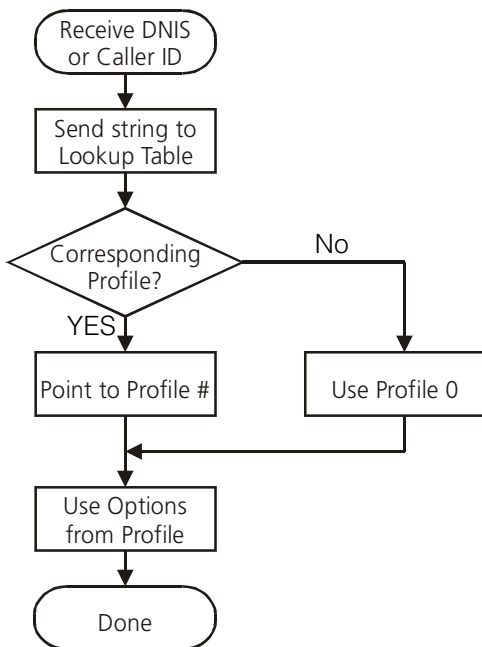 Receive DNIS
or Caller ID
Send string to
Lookup Table
Corresponding
Profile?
No
YES
Point to Profile #
Use Profile 0
Use Options
from Profile
Done